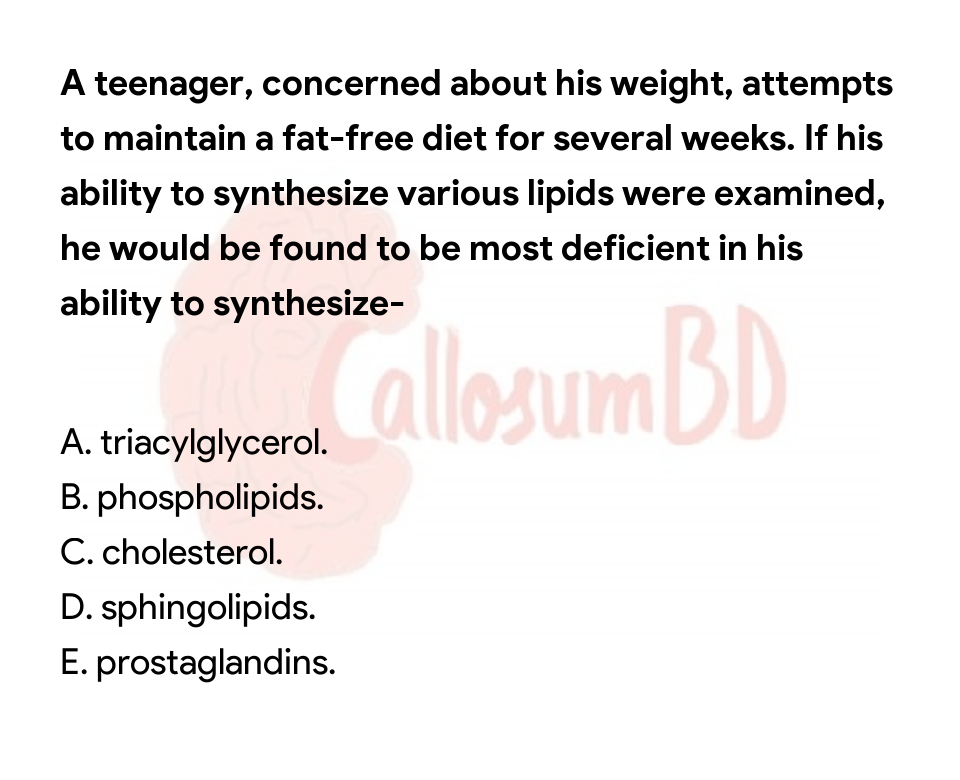 A teenager, concerned about his weight, attempts
to maintain a fat-free diet for several weeks. If his
ability to synthesize various lipids were examined,
he would be found to be most deficient in his
ability to synthesize-
CallosumBD
A. triacylglycerol.
B. phospholipids.
C. cholesterol.
D. sphingolipids.
E. prostaglandins.